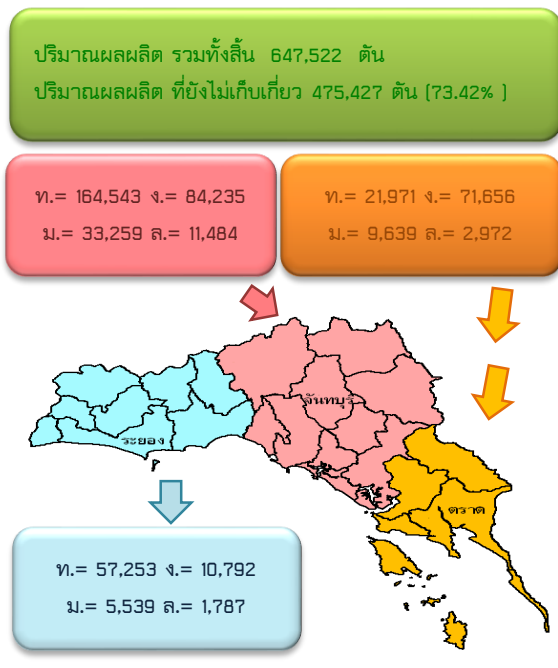 ปริมาณผลผลิต รวมทั้งสิ้น 647,522 ตัน
ปริมาณผลผลิต ที่ยังไม่เก็บเกี่ยว 475,427 ตัน (73.42% )
ท.= 164,543 ง.= 84,235
ม.= 33,259 ล.= 11,484
ท.= 21,971 ง.= 71,656
ม.= 9,639 ล.= 2,972
จันทบุรี
ระยอง
ตราด
ท.= 57,253 ง.= 10,792
ม.= 5,539 ล.= 1,787